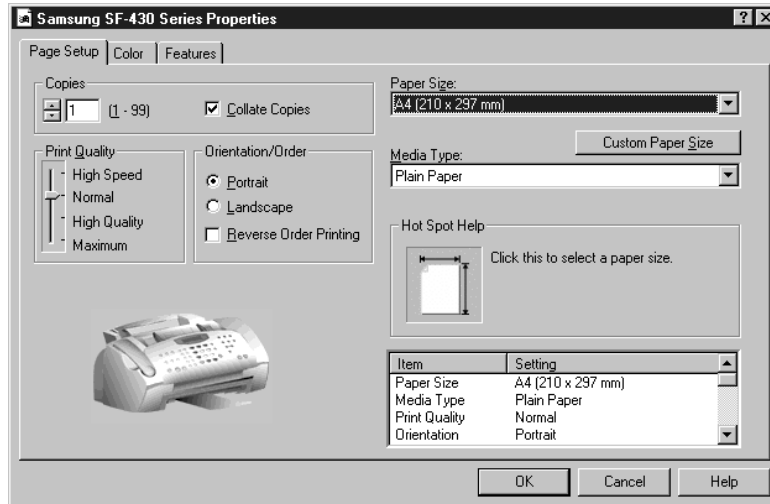 Samsung SF-430 Series Properties
Page Setup Color Features
Copies
1 (1 - 99)
Collate Copies
Print Quality
High Speed
Normal
High Quality
Maximum
Orientation/Order
Portrait
Landscape
Reverse Order Printing
Paper Size:
A4 (210 x 297 mm)
Custom Paper Size
Media Type:
Plain Paper
Hot Spot Help
Click this to select a paper size.
Item Setting
Paper Size A4 (210 x 297 mm)
Media Type Plain Paper
Print Quality Normal
Orientation Portrait
OK Cancel Help